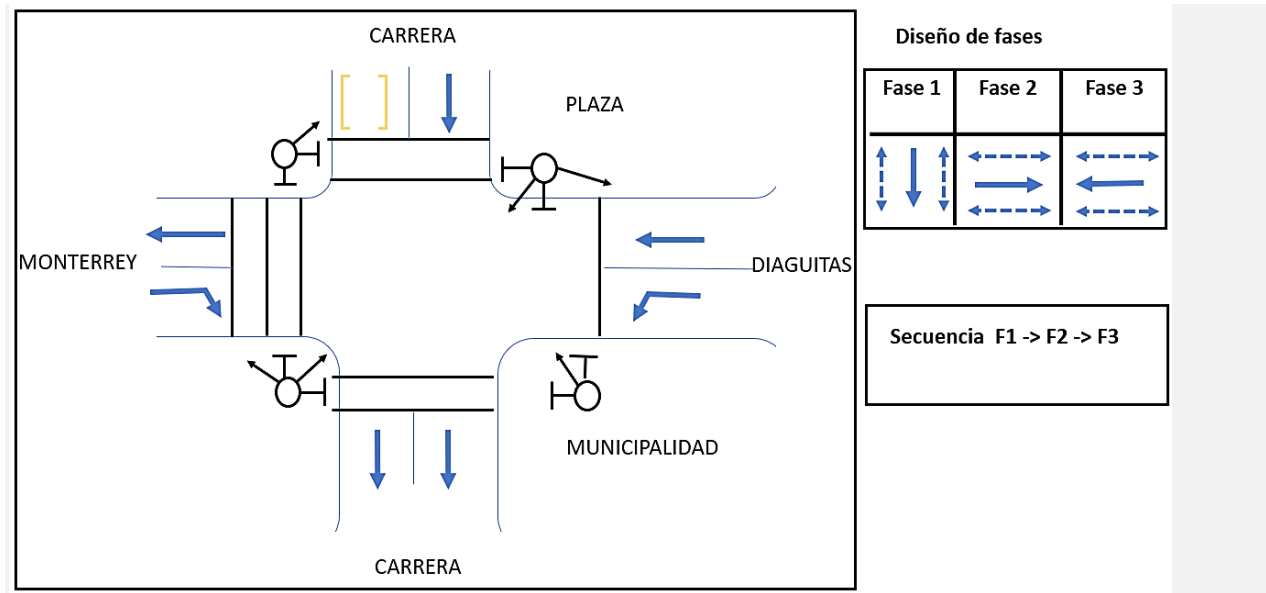 CARRERA
PLAZA
MONTERREY
DIAGUITAS
MUNICIPALIDAD
CARRERA
Diseño de fases
Fase 1 Fase 2 Fase 3
Secuencia F1 -> F2 -> F3